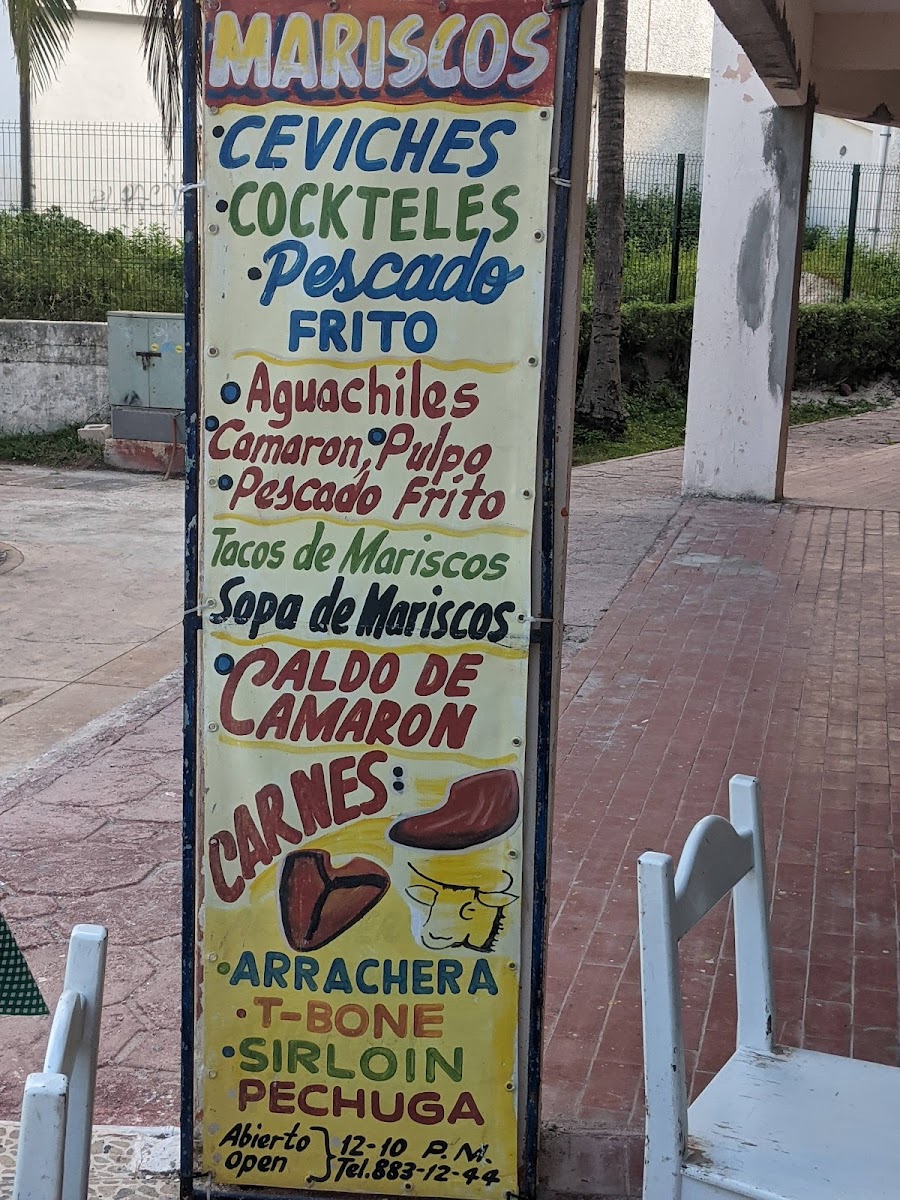 MARISCOS
• CEVICHES
• COCKTELES
• Pescado
FRITO
• Aguachiles
• Camaron, • Pulpo
• Pescado Frito
Tacos de Mariscos
Sopa de Mariscos
• CALDO DE
CAMARON
CARNES:
• ARRACHERA
• T-BONE
• SIRLOIN
PECHUGA
Abierto } 12-10 P.M.
Open } Tel. 883-12-44